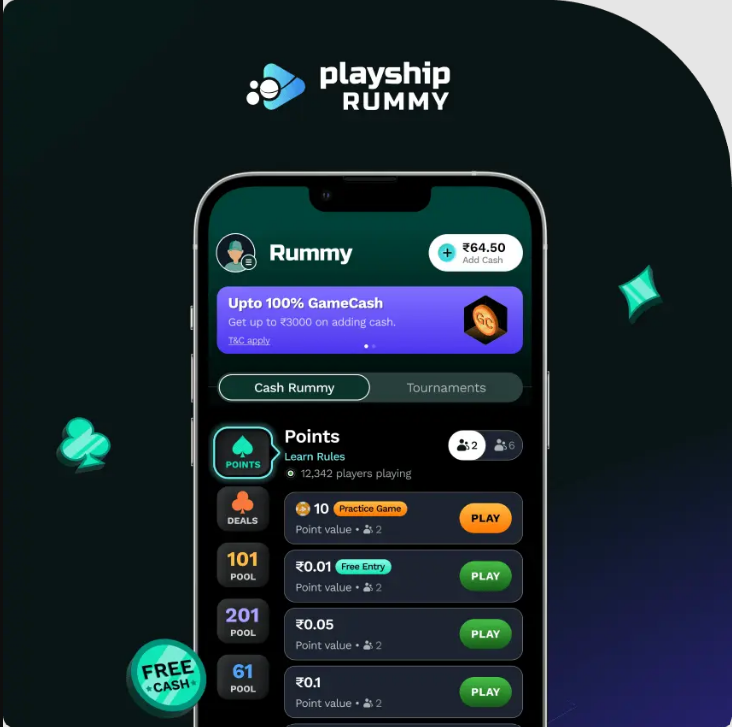 playship
RUMMY
Rummy
₹64.50
Add Cash
Upto 100% GameCash
Get up to ₹3000 on adding cash.
T&C apply
GC
Cash Rummy
Tournaments
Points
2
6
Learn Rules
12,342 players playing
POINTS
DEALS
101
POOL
201
POOL
61
POOL
10 Practice Game
Point value • 2
PLAY
₹0.01 Free Entry
Point value • 2
PLAY
₹0.05
Point value • 2
PLAY
₹0.1
Point value • 2
PLAY
FREE
CASH